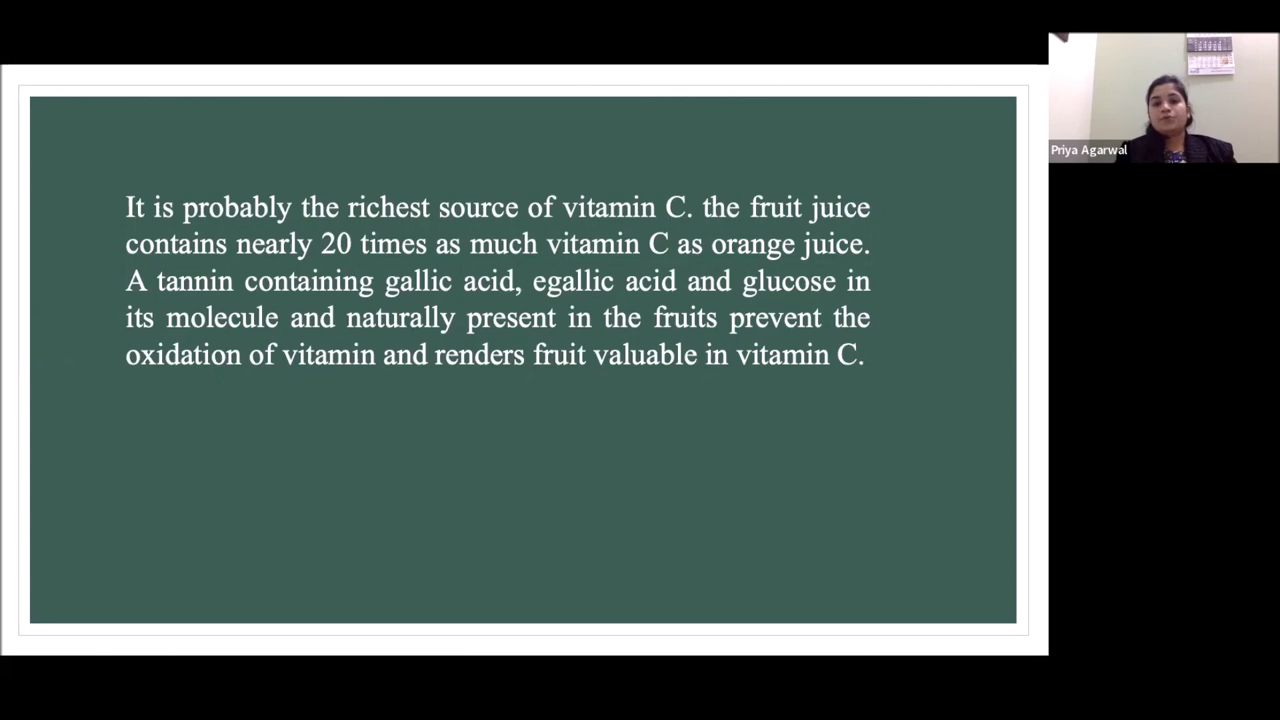 It is probably the richest source of vitamin C. the fruit juice
contains nearly 20 times as much vitamin C as orange juice.
A tannin containing gallic acid, egallic acid and glucose in
its molecule and naturally present in the fruits prevent the
oxidation of vitamin and renders fruit valuable in vitamin C.
Priya Agarwal